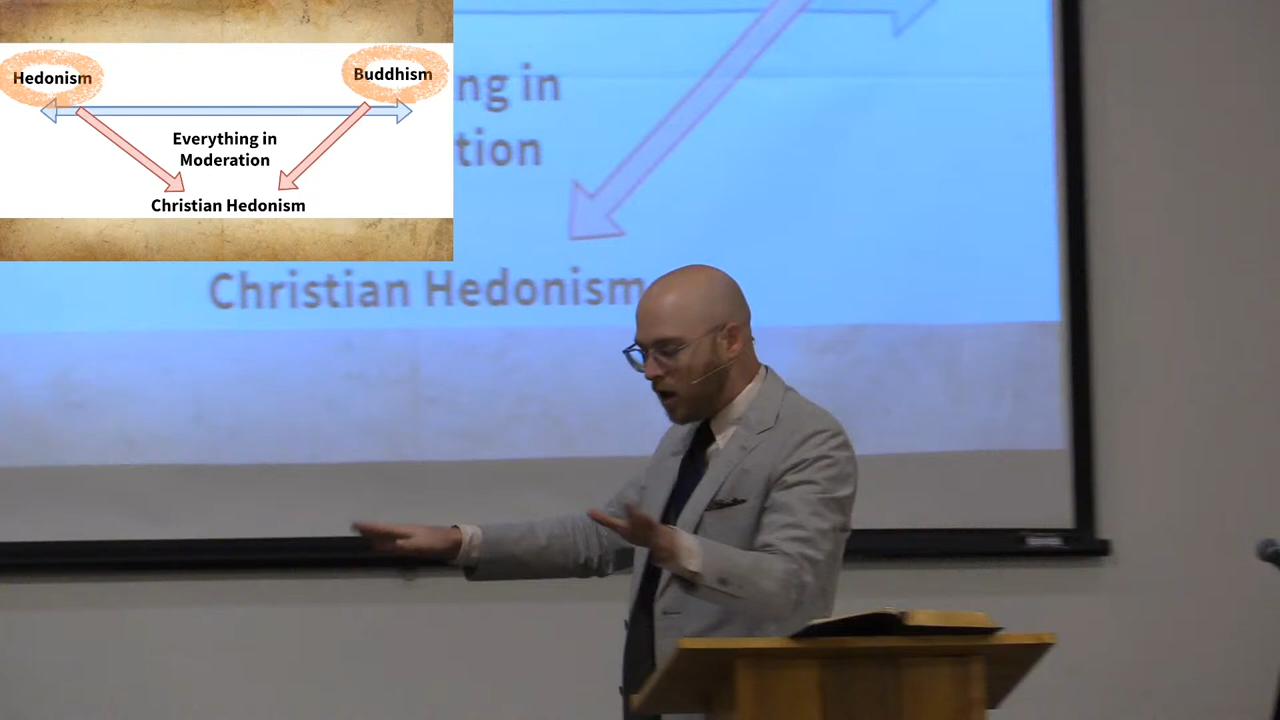 Hedonism
Buddhism
Everything in
Moderation
Christian Hedonism
ng in
tion
Christian Hedonism